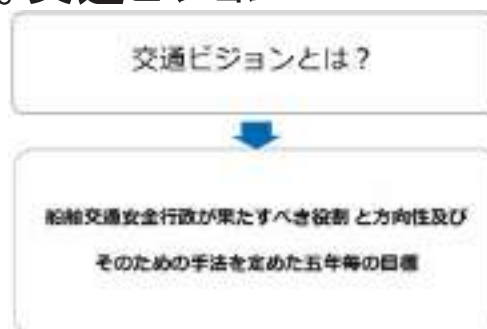 交通ビジョンとは？
船舶交通安全行政が果たすべき役割 と方向性及び
そのための手法を定めた五年毎の目標